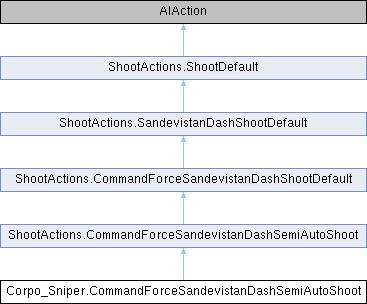 AIAction
ShootActions.ShootDefault
ShootActions.SandevistanDashShootDefault
ShootActions.CommandForceSandevistanDashShootDefault
ShootActions.CommandForceSandevistanDashSemiAutoShoot
Corpo_Sniper.CommandForceSandevistanDashSemiAutoShoot